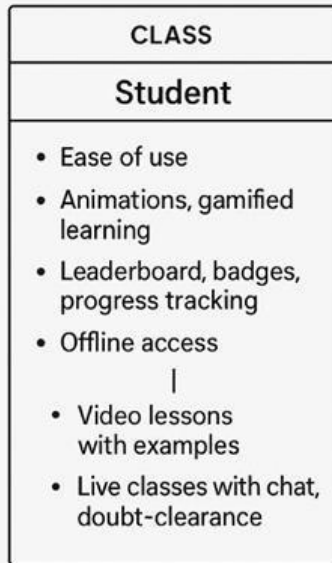 CLASS
Student
• Ease of use
• Animations, gamified
learning
• Leaderboard, badges,
progress tracking
• Offline access
|
• Video lessons
with examples
• Live classes with chat,
doubt-clearance